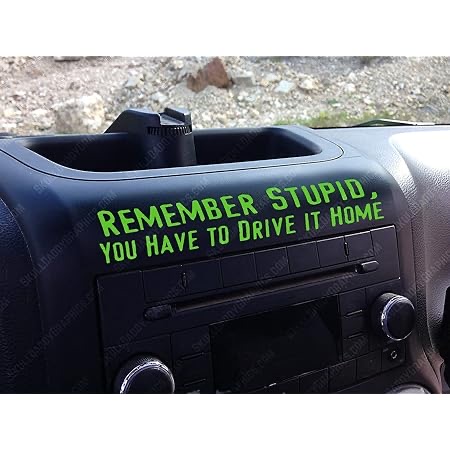 REMEMBER STUPID,
YOU HAVE TO DRIVE IT HOME